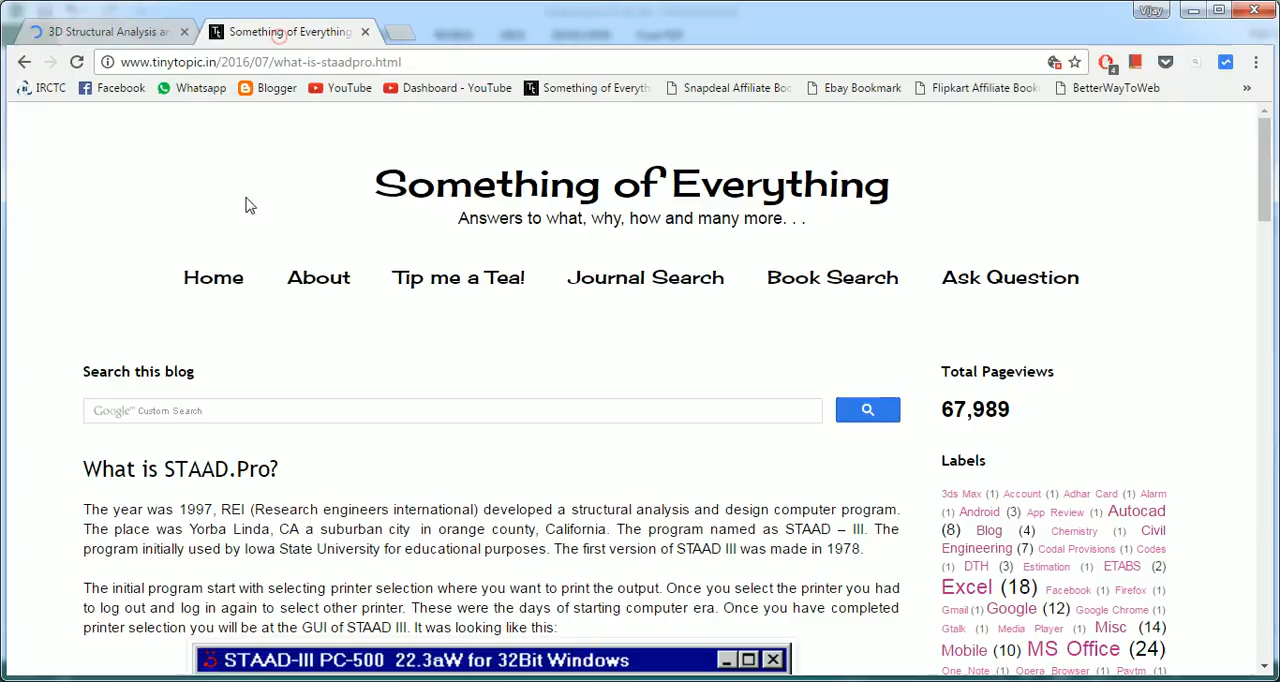 Vijay
3D Structural Analysis an
Something of Everything
www.tinytopic.in/2016/07/what-is-staadpro.html
4
IRCTC
Facebook
Whatsapp
Blogger
YouTube
Dashboard - YouTube
Something of Everyth
Snapdeal Affiliate Boo
Ebay Bookmark
Flipkart Affiliate Book
BetterWayToWeb
»
Something of Everything
Answers to what, why, how and many more. . .
Home About Tip me a Tea! Journal Search Book Search Ask Question
Search this blog
Google™ Custom Search
What is STAAD.Pro?
The year was 1997, REI (Research engineers international) developed a structural analysis and design computer program.
The place was Yorba Linda, CA a suburban city in orange county, California. The program named as STAAD – III. The
program initially used by Iowa State University for educational purposes. The first version of STAAD III was made in 1978.
The initial program start with selecting printer selection where you want to print the output. Once you select the printer you had
to log out and log in again to select other printer. These were the days of starting computer era. Once you have completed
printer selection you will be at the GUI of STAAD III. It was looking like this:
STAAD-III PC-500 22.3aW for 32Bit Windows
Total Pageviews
67,989
Labels
3ds Max (1) Account (1) Adhar Card (1) Alarm
(1) Android (3) App Review (1) Autocad
(8) Blog (4) Chemistry (1) Civil
Engineering (7) Codal Provisions (1) Codes
(1) DTH (3) Estimation (1) ETABS (2)
Excel (18) Facebook (1) Firefox (1)
Gmail (1) Google (12) Google Chrome (1)
Gtalk (1) Media Player (1) Misc (14)
Mobile (10) MS Office (24)
One Note (1) Opera Browser (1) Paytm (1)